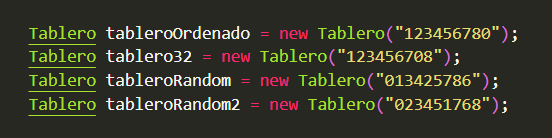 Tablero tableroOrdenado = new Tablero("123456780");
Tablero tablero32 = new Tablero("123456708");
Tablero tableroRandom = new Tablero("013425786");
Tablero tableroRandom2 = new Tablero("023451768");